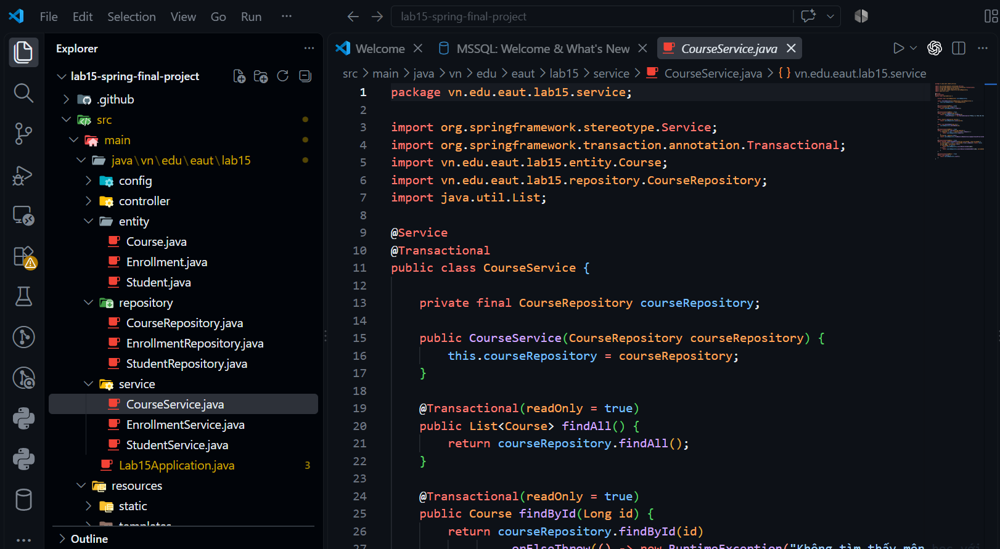 File Edit Selection View Go Run ···
lab15-spring-final-project
Explorer ···
lab15-spring-final-project
.github
src
main
java\vn\edu\eaut\lab15
config
controller
entity
Course.java
Enrollment.java
Student.java
repository
CourseRepository.java
EnrollmentRepository.java
StudentRepository.java
service
CourseService.java
EnrollmentService.java
StudentService.java
Lab15Application.java 3
resources
static
templates
Outline
Welcome
MSSQL: Welcome & What's New
CourseService.java
src > main > java > vn > edu > eaut > lab15 > service > CourseService.java > {} vn.edu.eaut.lab15.service
1 package vn.edu.eaut.lab15.service;
2
3 import org.springframework.stereotype.Service;
4 import org.springframework.transaction.annotation.Transactional;
5 import vn.edu.eaut.lab15.entity.Course;
6 import vn.edu.eaut.lab15.repository.CourseRepository;
7 import java.util.List;
8
9 @Service
10 @Transactional
11 public class CourseService {
12
13 private final CourseRepository courseRepository;
14
15 public CourseService(CourseRepository courseRepository) {
16 this.courseRepository = courseRepository;
17 }
18
19 @Transactional(readOnly = true)
20 public List<Course> findAll() {
21 return courseRepository.findAll();
22 }
23
24 @Transactional(readOnly = true)
25 public Course findById(Long id) {
26 return courseRepository.findById(id)
27 .orElseThrow(() -> new RuntimeException("Không tìm thấy môn học với